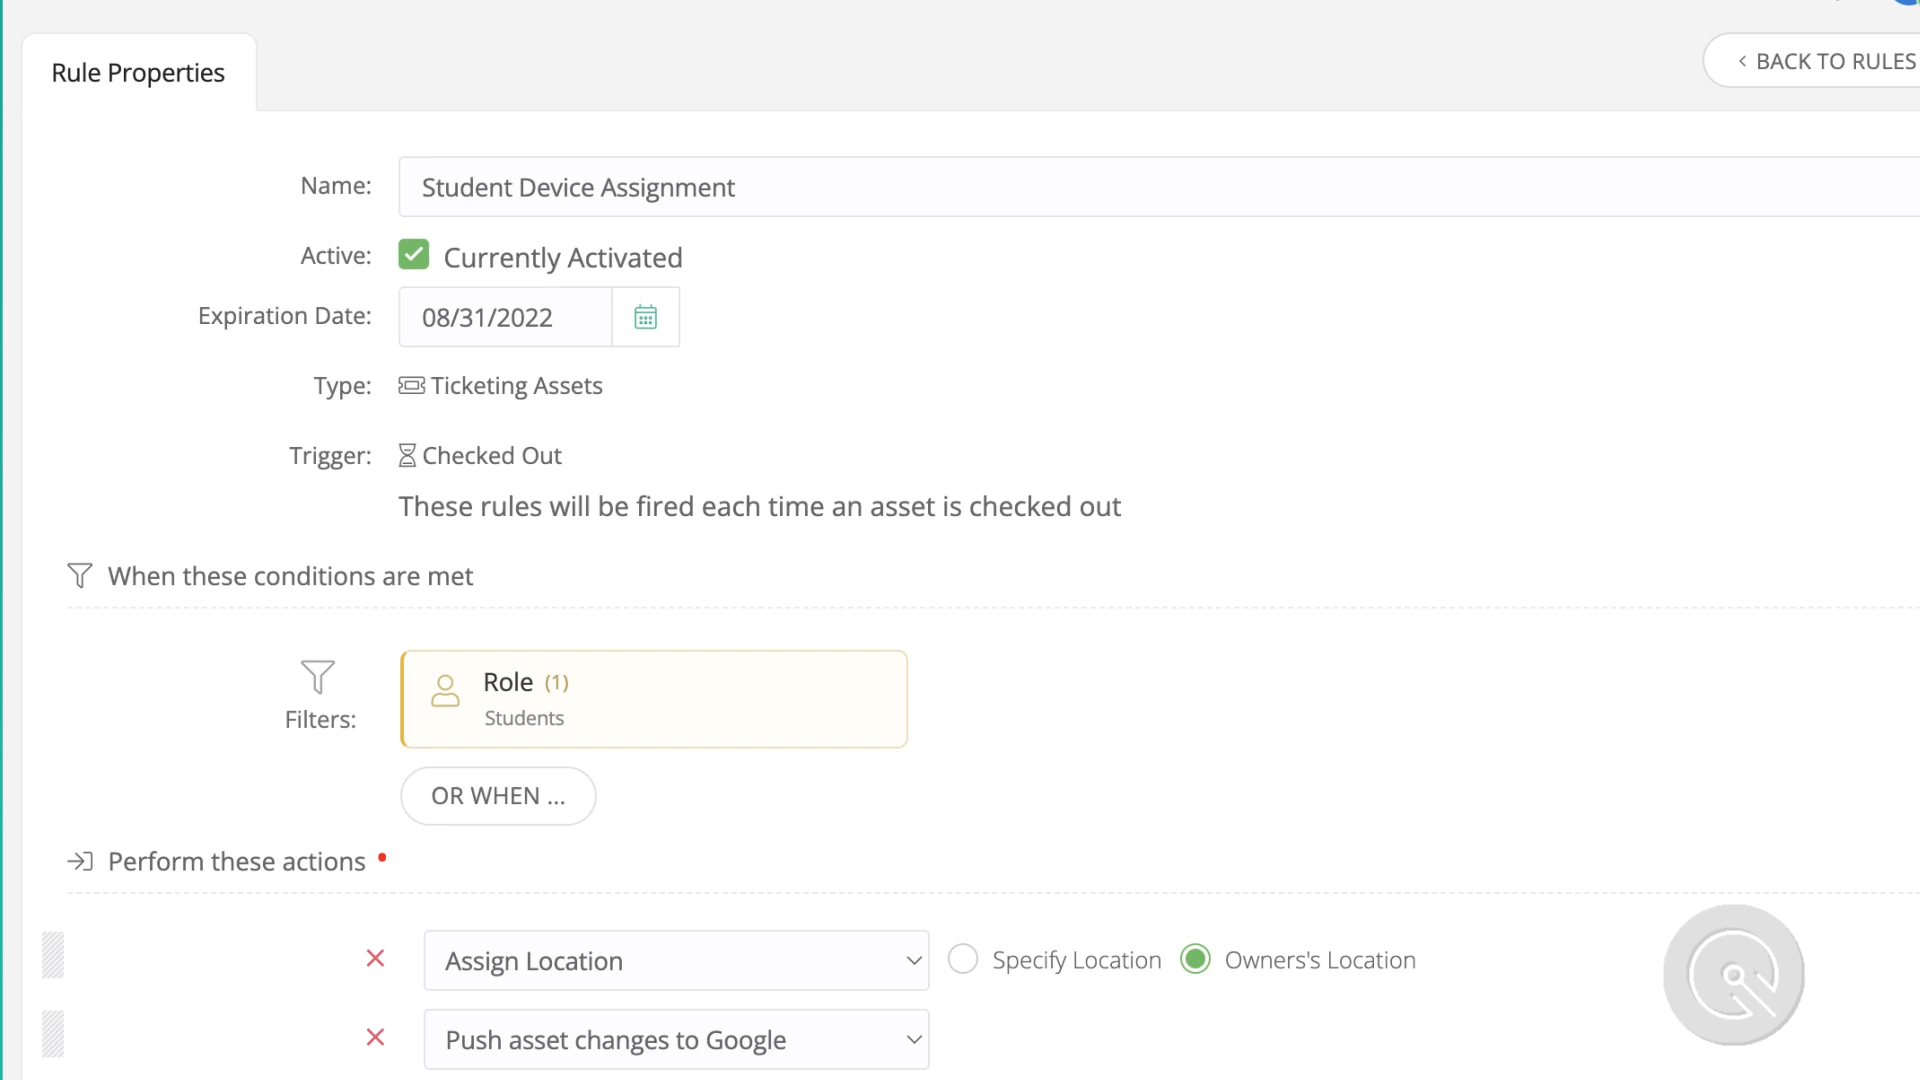 Rule Properties
< BACK TO RULES
Name: Student Device Assignment
Active: Currently Activated
Expiration Date: 08/31/2022
Type: Ticketing Assets
Trigger: Checked Out
These rules will be fired each time an asset is checked out
When these conditions are met
Role (1)
Students
Filters:
OR WHEN ...
Perform these actions
Assign Location Specify Location Owners's Location
Push asset changes to Google